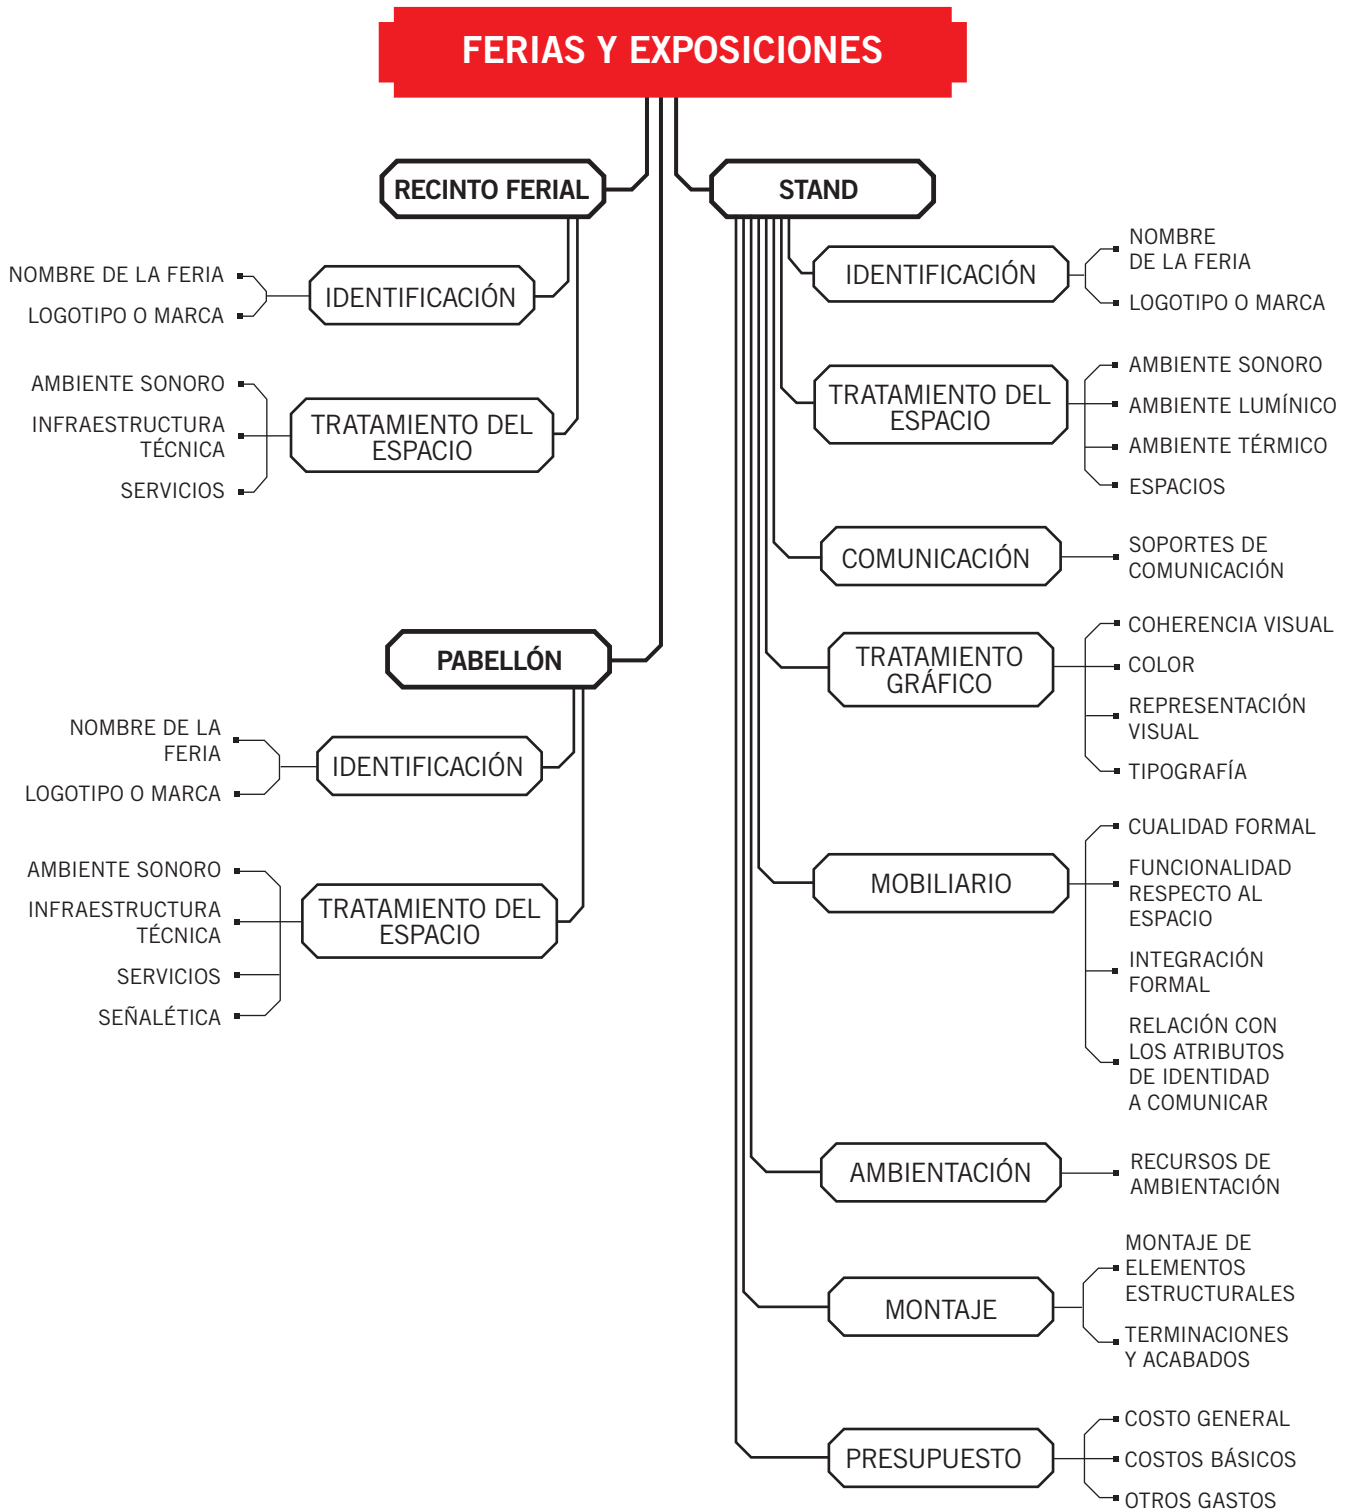 FERIAS Y EXPOSICIONES
RECINTO FERIAL
IDENTIFICACIÓN
NOMBRE DE LA FERIA
LOGOTIPO O MARCA
TRATAMIENTO DEL
ESPACIO
AMBIENTE SONORO
INFRAESTRUCTURA
TÉCNICA
SERVICIOS
PABELLÓN
IDENTIFICACIÓN
NOMBRE DE LA
FERIA
LOGOTIPO O MARCA
TRATAMIENTO DEL
ESPACIO
AMBIENTE SONORO
INFRAESTRUCTURA
TÉCNICA
SERVICIOS
SEÑALÉTICA
STAND
IDENTIFICACIÓN
NOMBRE
DE LA FERIA
LOGOTIPO O MARCA
TRATAMIENTO DEL
ESPACIO
AMBIENTE SONORO
AMBIENTE LUMÍNICO
AMBIENTE TÉRMICO
ESPACIOS
COMUNICACIÓN
SOPORTES DE
COMUNICACIÓN
TRATAMIENTO
GRÁFICO
COHERENCIA VISUAL
COLOR
REPRESENTACIÓN
VISUAL
TIPOGRAFÍA
MOBILIARIO
CUALIDAD FORMAL
FUNCIONALIDAD
RESPECTO AL
ESPACIO
INTEGRACIÓN
FORMAL
RELACIÓN CON
LOS ATRIBUTOS
DE IDENTIDAD
A COMUNICAR
AMBIENTACIÓN
RECURSOS DE
AMBIENTACIÓN
MONTAJE
MONTAJE DE
ELEMENTOS
ESTRUCTURALES
TERMINACIONES
Y ACABADOS
PRESUPUESTO
COSTO GENERAL
COSTOS BÁSICOS
OTROS GASTOS